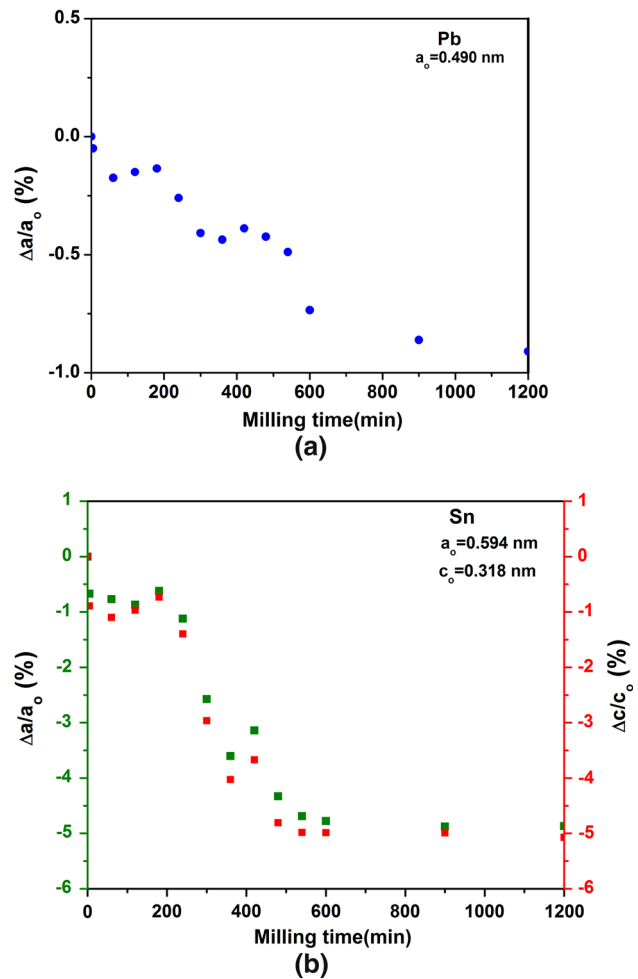 0.5
Pb
aₒ=0.490 nm
0.0
Δa/aₒ (%)
-0.5
-1.0
0 200 400 600 800 1000 1200
Milling time(min)
(a)
1 1
Sn
0 aₒ=0.594 nm 0
cₒ=0.318 nm
-1 -1
-2 -2
Δa/aₒ (%) Δc/cₒ (%)
-3 -3
-4 -4
-5 -5
-6 -6
0 200 400 600 800 1000 1200
Milling time(min)
(b)